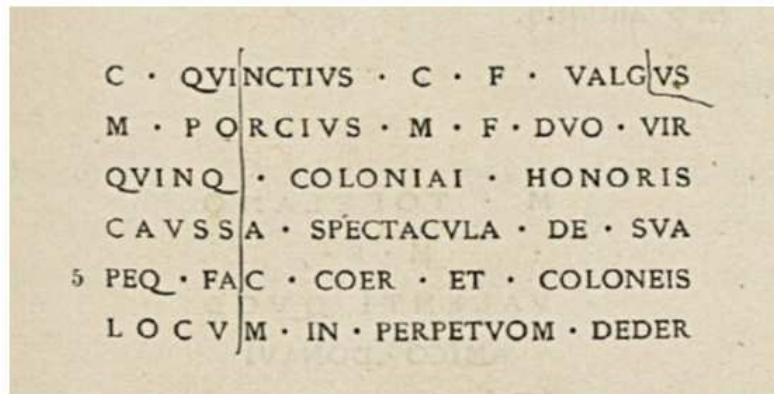 C · QVINCTIVS · C · F · VALGVS
M · PORCIVS · M · F · DVO · VIR
QVINQ · COLONIAI · HONORIS
CAVSSA · SPECTACVLA · DE · SVA
5 PEQ · FAC · COER · ET · COLONEIS
LOCVM · IN · PERPETVOM · DEDER